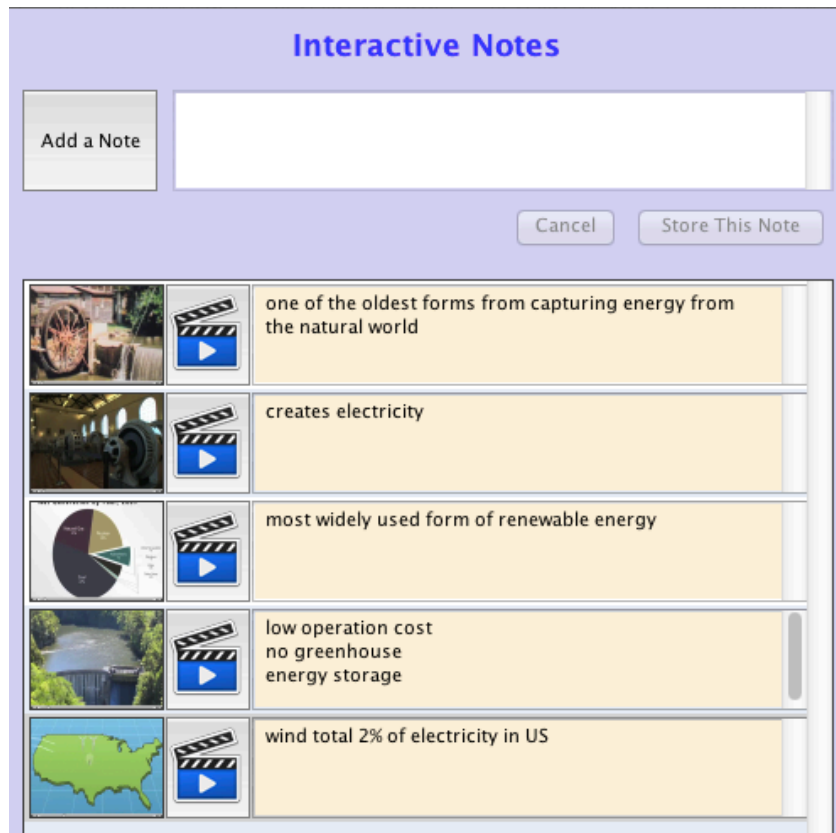 Interactive Notes
Add a Note
Cancel
Store This Note
one of the oldest forms from capturing energy from
the natural world
creates electricity
most widely used form of renewable energy
low operation cost
no greenhouse
energy storage
wind total 2% of electricity in US